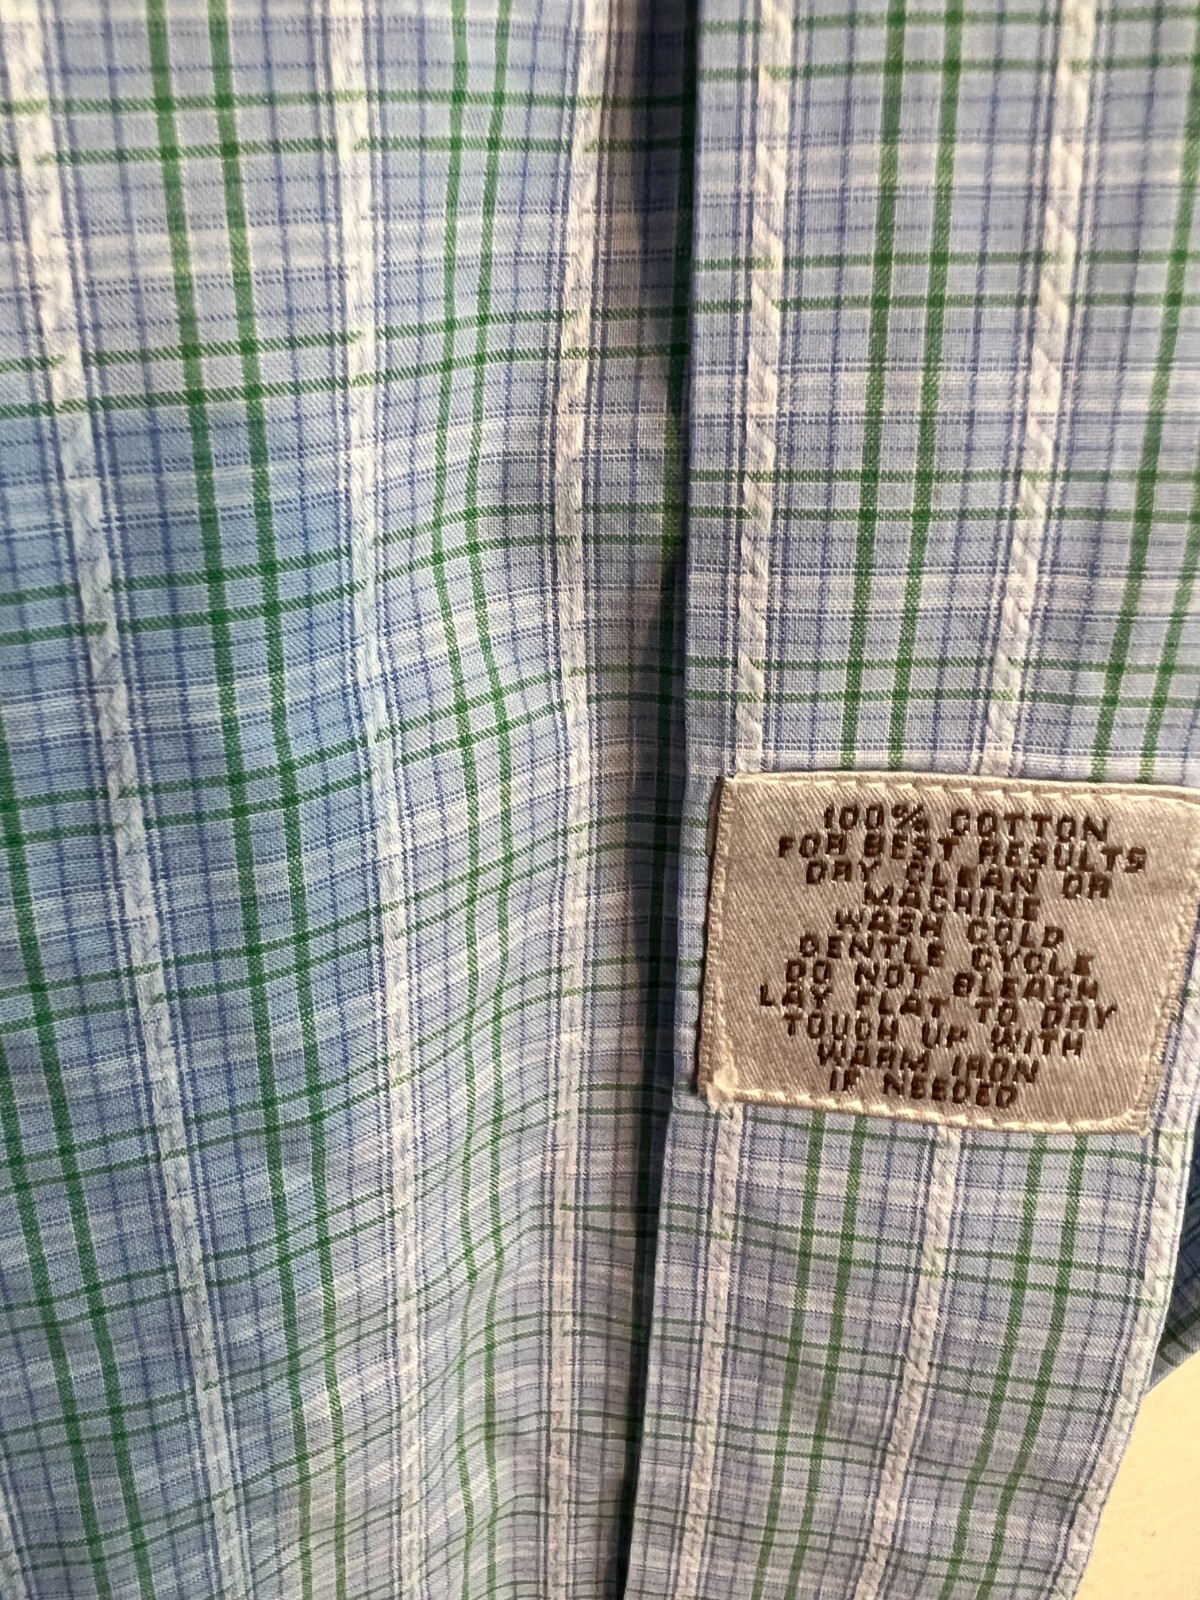 100% COTTON
FOR BEST RESULTS
DRY CLEAN OR
MACHINE
WASH COLD
GENTLE CYCLE
DO NOT BLEACH
LAY FLAT TO DRY
TOUCH UP WITH
WARM IRON
IF NEEDED